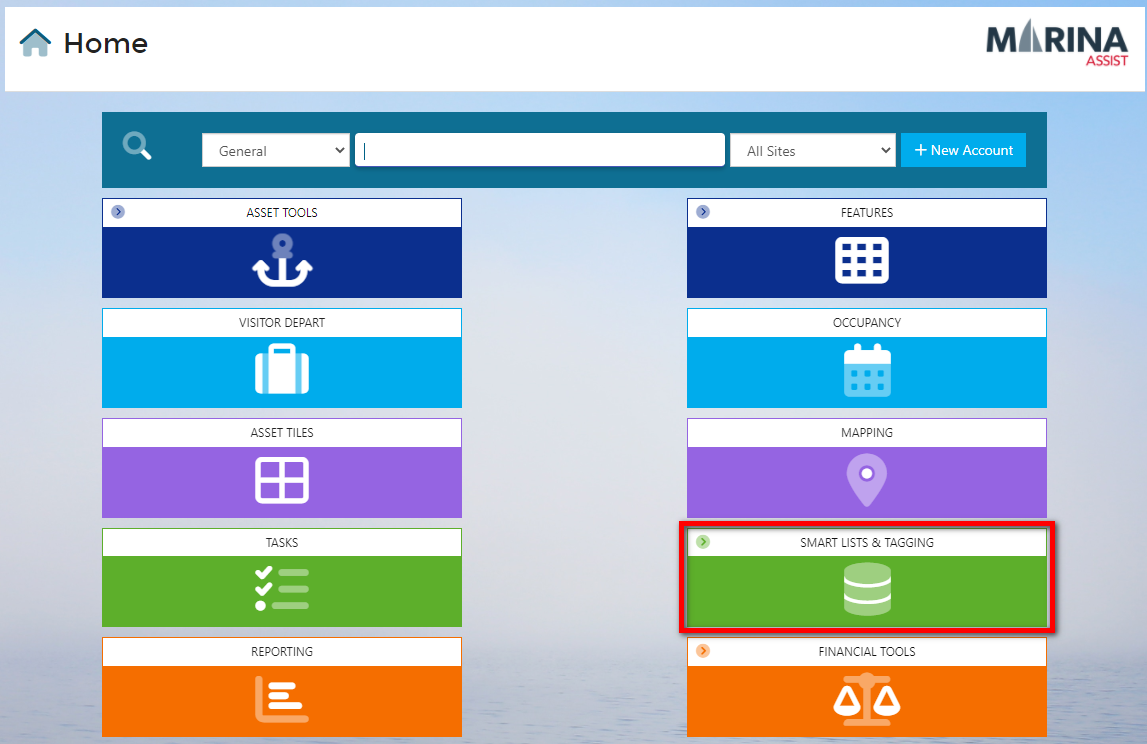 Home
MARINA
ASSIST
General
All Sites
+ New Account
ASSET TOOLS
FEATURES
VISITOR DEPART
OCCUPANCY
ASSET TILES
MAPPING
TASKS
SMART LISTS & TAGGING
REPORTING
FINANCIAL TOOLS